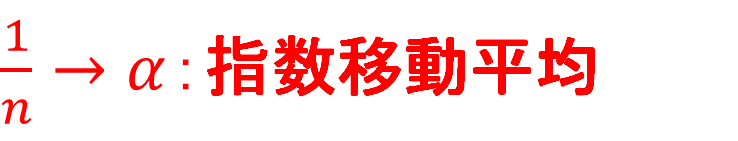 1/n → α : 指数移動平均